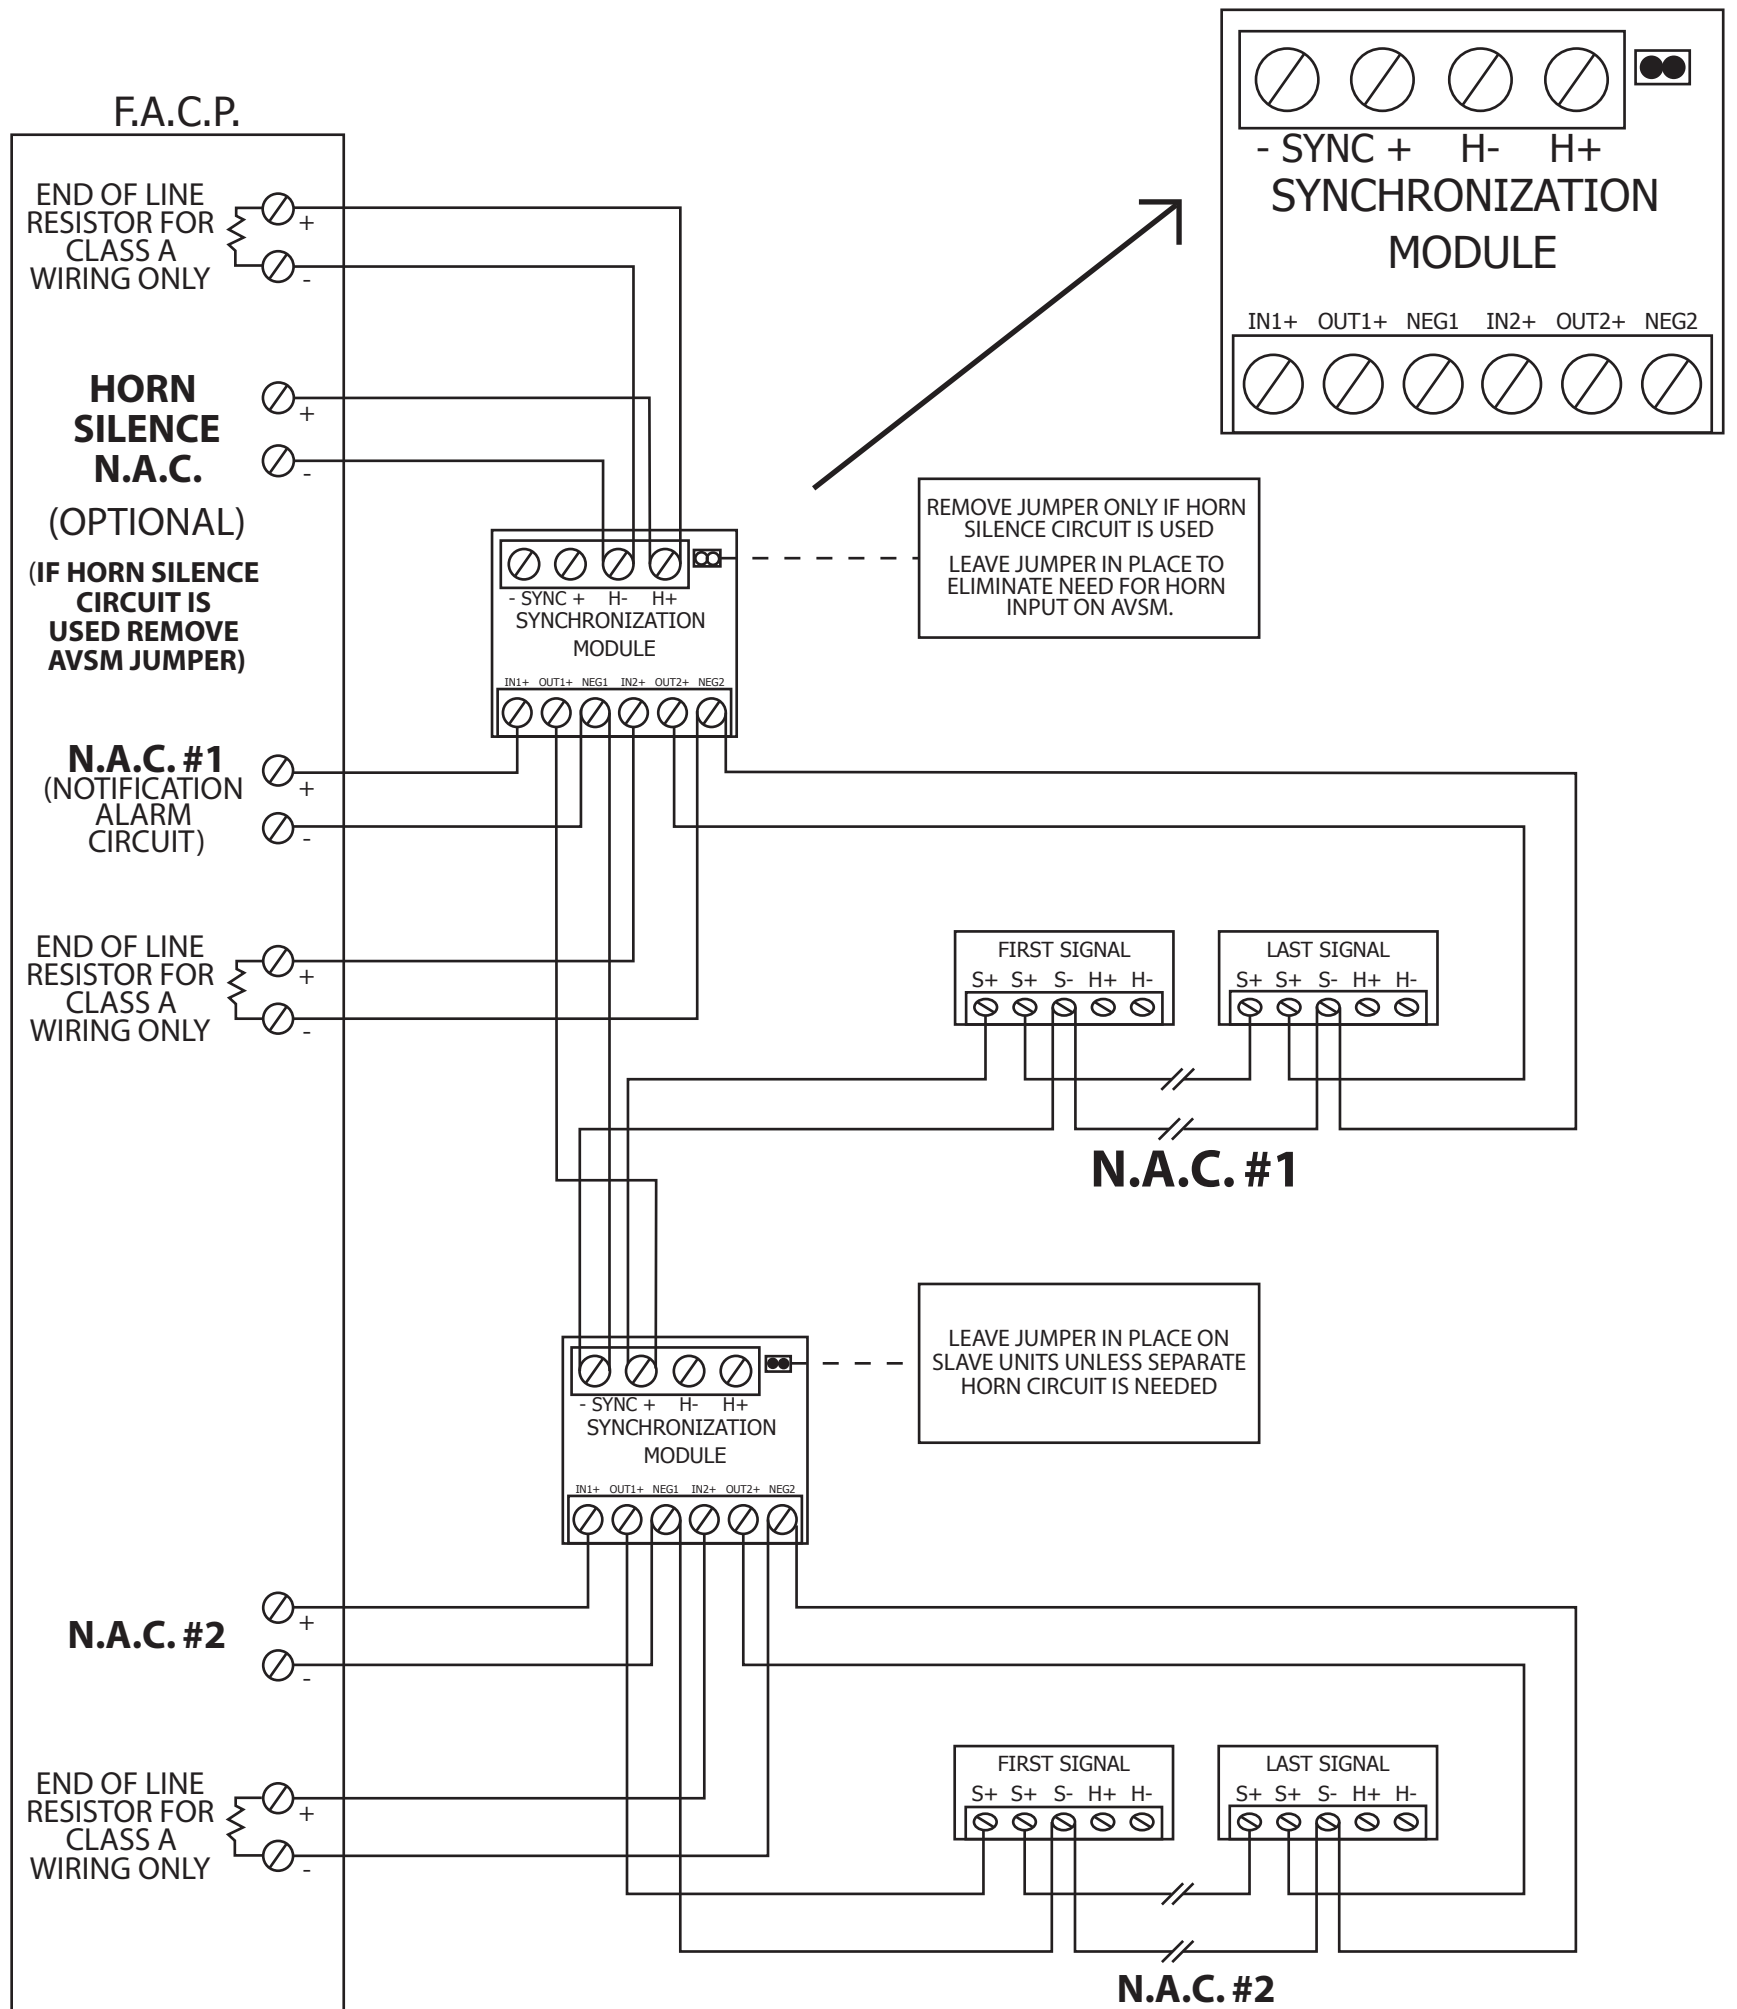 F.A.C.P.
END OF LINE
RESISTOR FOR
CLASS A
WIRING ONLY
+
-
HORN
SILENCE
N.A.C.
(OPTIONAL)
(IF HORN SILENCE
CIRCUIT IS
USED REMOVE
AVSM JUMPER)
+
-
N.A.C. #1
(NOTIFICATION
ALARM
CIRCUIT)
+
-
END OF LINE
RESISTOR FOR
CLASS A
WIRING ONLY
+
-
N.A.C. #2
+
-
END OF LINE
RESISTOR FOR
CLASS A
WIRING ONLY
+
-
- SYNC + H- H+
SYNCHRONIZATION
MODULE
IN1+ OUT1+ NEG1 IN2+ OUT2+ NEG2
REMOVE JUMPER ONLY IF HORN
SILENCE CIRCUIT IS USED
LEAVE JUMPER IN PLACE TO
ELIMINATE NEED FOR HORN
INPUT ON AVSM.
- SYNC + H- H+
SYNCHRONIZATION
MODULE
IN1+ OUT1+ NEG1 IN2+ OUT2+ NEG2
FIRST SIGNAL
S+ S+ S- H+ H-
LAST SIGNAL
S+ S+ S- H+ H-
N.A.C. #1
LEAVE JUMPER IN PLACE ON
SLAVE UNITS UNLESS SEPARATE
HORN CIRCUIT IS NEEDED
- SYNC + H- H+
SYNCHRONIZATION
MODULE
IN1+ OUT1+ NEG1 IN2+ OUT2+ NEG2
FIRST SIGNAL
S+ S+ S- H+ H-
LAST SIGNAL
S+ S+ S- H+ H-
N.A.C. #2